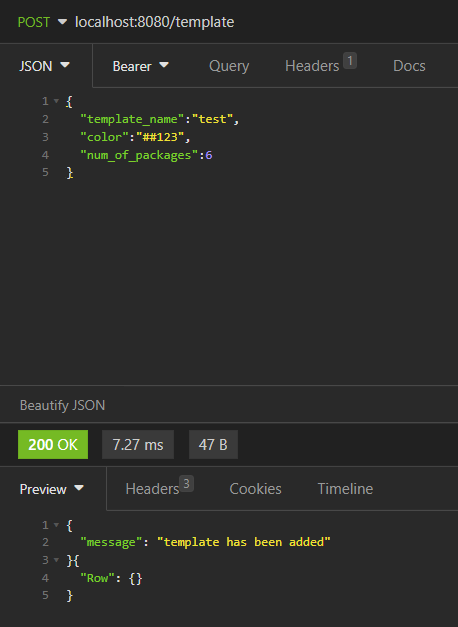 POST localhost:8080/template
JSON Bearer Query Headers 1 Docs
1 {
2 "template_name":"test",
3 "color":"##123",
4 "num_of_packages":6
5 }
Beautify JSON
200 OK 7.27 ms 47 B
Preview Headers 3 Cookies Timeline
1 {
2 "message": "template has been added"
3 }{
4 "Row": {}
5 }